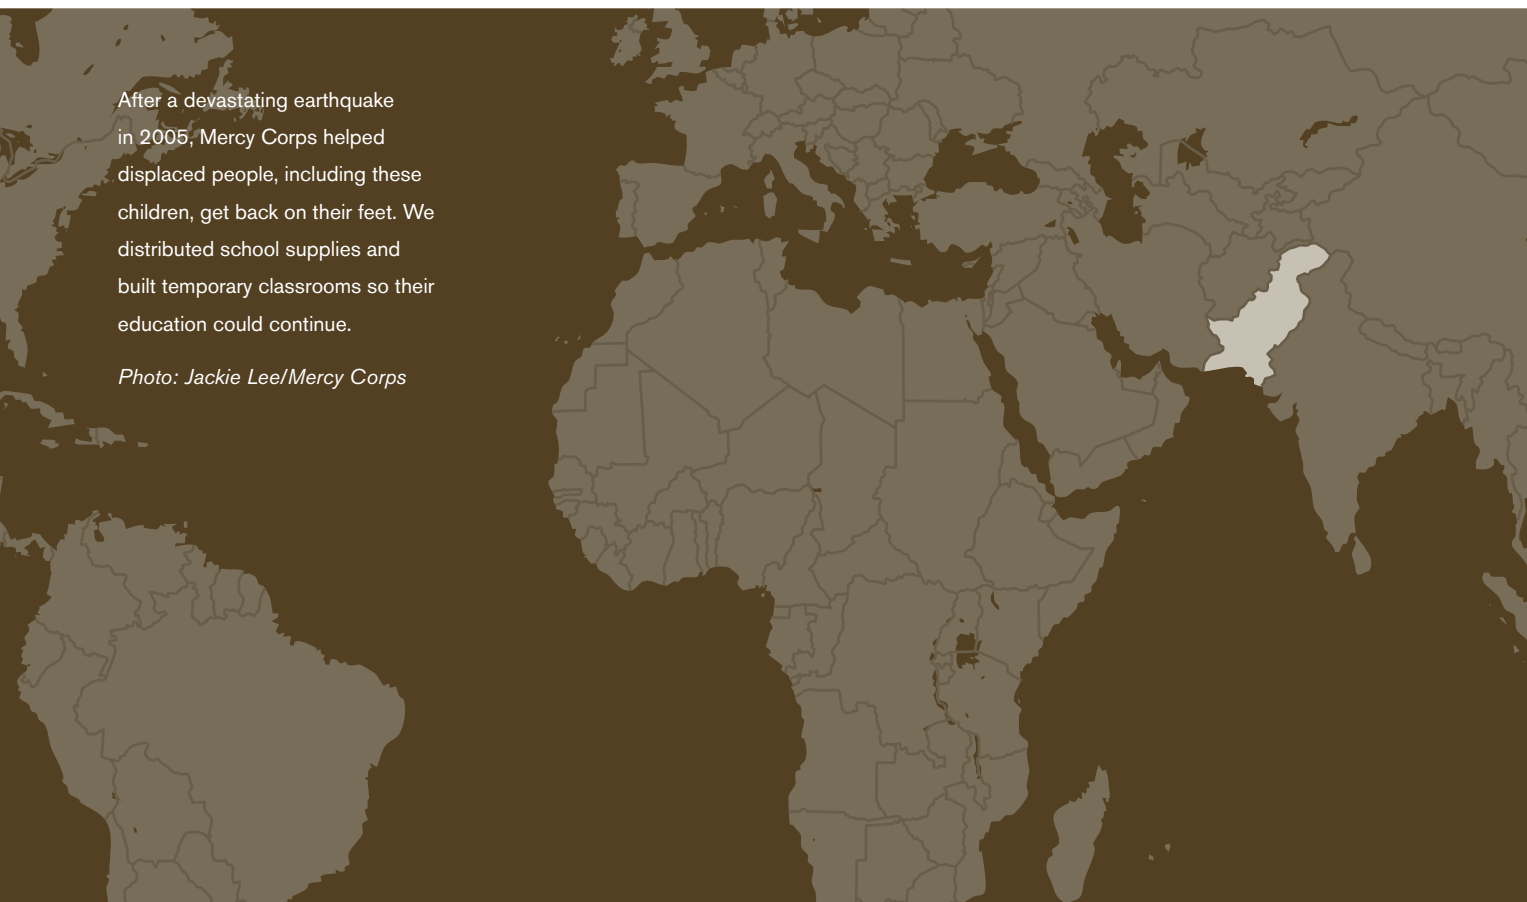 After a devastating earthquake
in 2005, Mercy Corps helped
displaced people, including these
children, get back on their feet. We
distributed school supplies and
built temporary classrooms so their
education could continue.
Photo: Jackie Lee/Mercy Corps